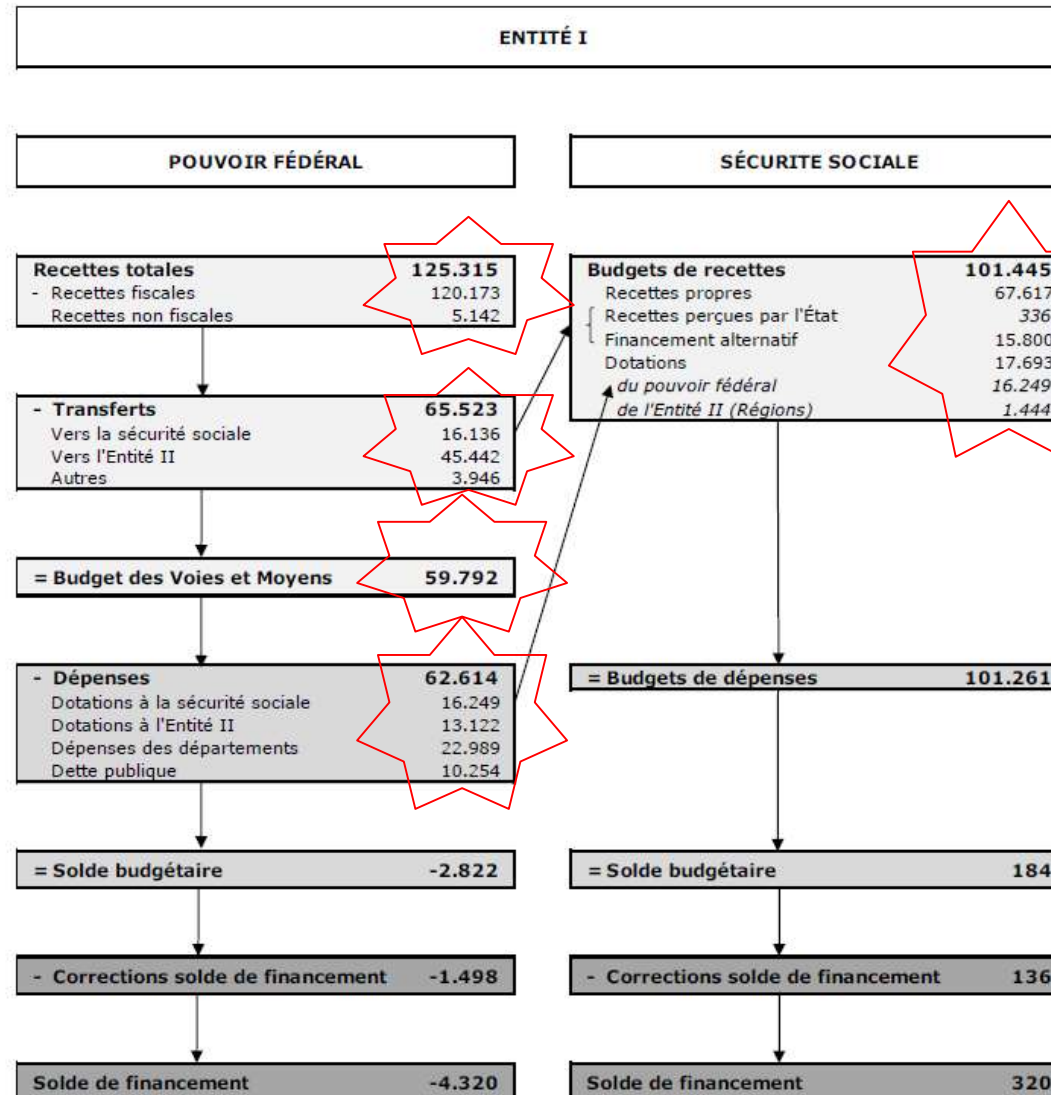 ENTITÉ I
POUVOIR FÉDÉRAL
Recettes totales 125.315
- Recettes fiscales 120.173
Recettes non fiscales 5.142
- Transferts 65.523
Vers la sécurité sociale 16.136
Vers l'Entité II 45.442
Autres 3.946
= Budget des Voies et Moyens 59.792
- Dépenses 62.614
Dotations à la sécurité sociale 16.249
Dotations à l'Entité II 13.122
Dépenses des départements 22.989
Dette publique 10.254
= Solde budgétaire -2.822
- Corrections solde de financement -1.498
Solde de financement -4.320
SÉCURITE SOCIALE
Budgets de recettes 101.445
Recettes propres 67.617
Recettes perçues par l'État 336
Financement alternatif 15.800
Dotations 17.693
du pouvoir fédéral 16.249
de l'Entité II (Régions) 1.444
= Budgets de dépenses 101.261
= Solde budgétaire 184
- Corrections solde de financement 136
Solde de financement 320